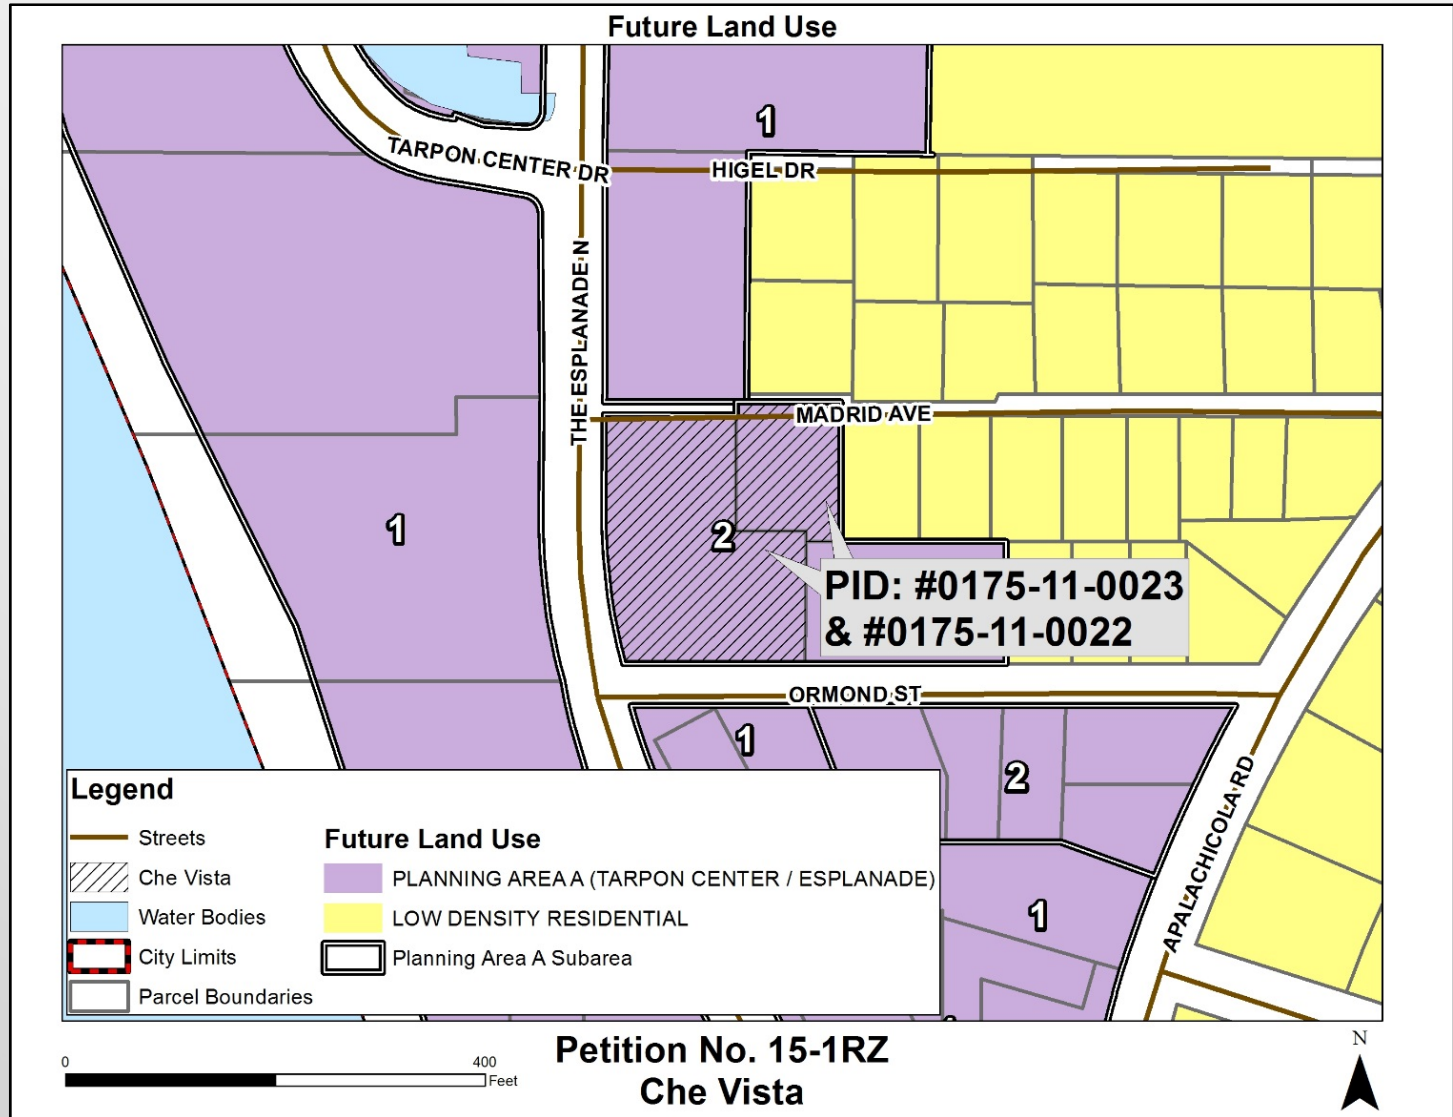 Future Land Use
1
TARPON CENTER DR
HIGEL DR
THE ESPLANADE N
MADRID AVE
1
2
PID: #0175-11-0023
& #0175-11-0022
ORMOND ST
1
2
APALACHICOLA RD
1
Legend
Streets
Che Vista
Water Bodies
City Limits
Parcel Boundaries
Future Land Use
PLANNING AREA A (TARPON CENTER / ESPLANADE)
LOW DENSITY RESIDENTIAL
Planning Area A Subarea
0
400
Feet
Petition No. 15-1RZ
Che Vista
N